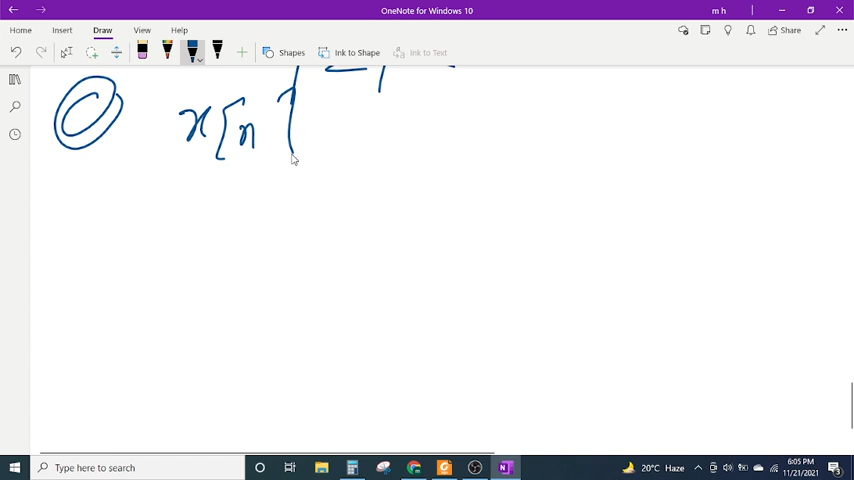 OneNote for Windows 10
m h
Home Insert Draw View Help
Share
Shapes Ink to Shape Ink to Text
x[n]
Type here to search
20°C Haze
6:05 PM
11/21/2021
3